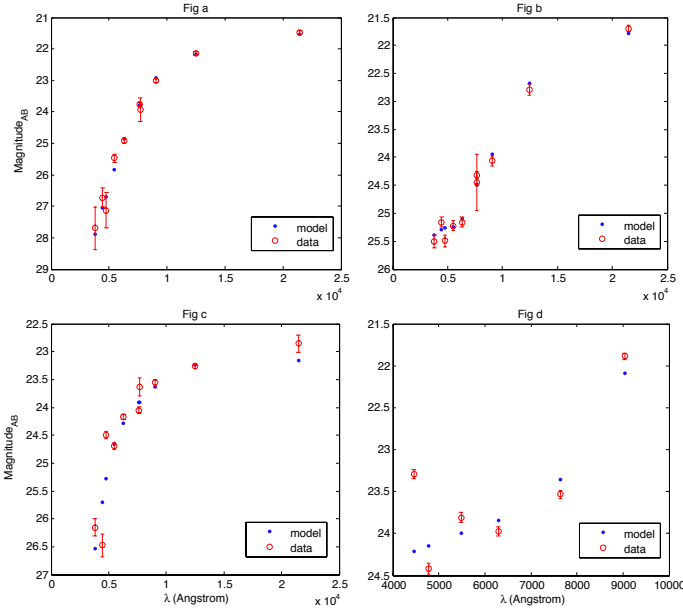 Fig a
21
22
23
24
25
26
27
28
29
Magnitude_AB
0
0.5
1
1.5
2
2.5
x 10^4
model
data
Fig b
21.5
22
22.5
23
23.5
24
24.5
25
25.5
26
Magnitude_AB
0
0.5
1
1.5
2
2.5
x 10^4
model
data
Fig c
22.5
23
23.5
24
24.5
25
25.5
26
26.5
27
Magnitude_AB
0
0.5
1
1.5
2
2.5
λ (Angstrom)
x 10^4
model
data
Fig d
21.5
22
22.5
23
23.5
24
24.5
Magnitude_AB
4000
5000
6000
7000
8000
9000
10000
λ (Angstrom)
model
data